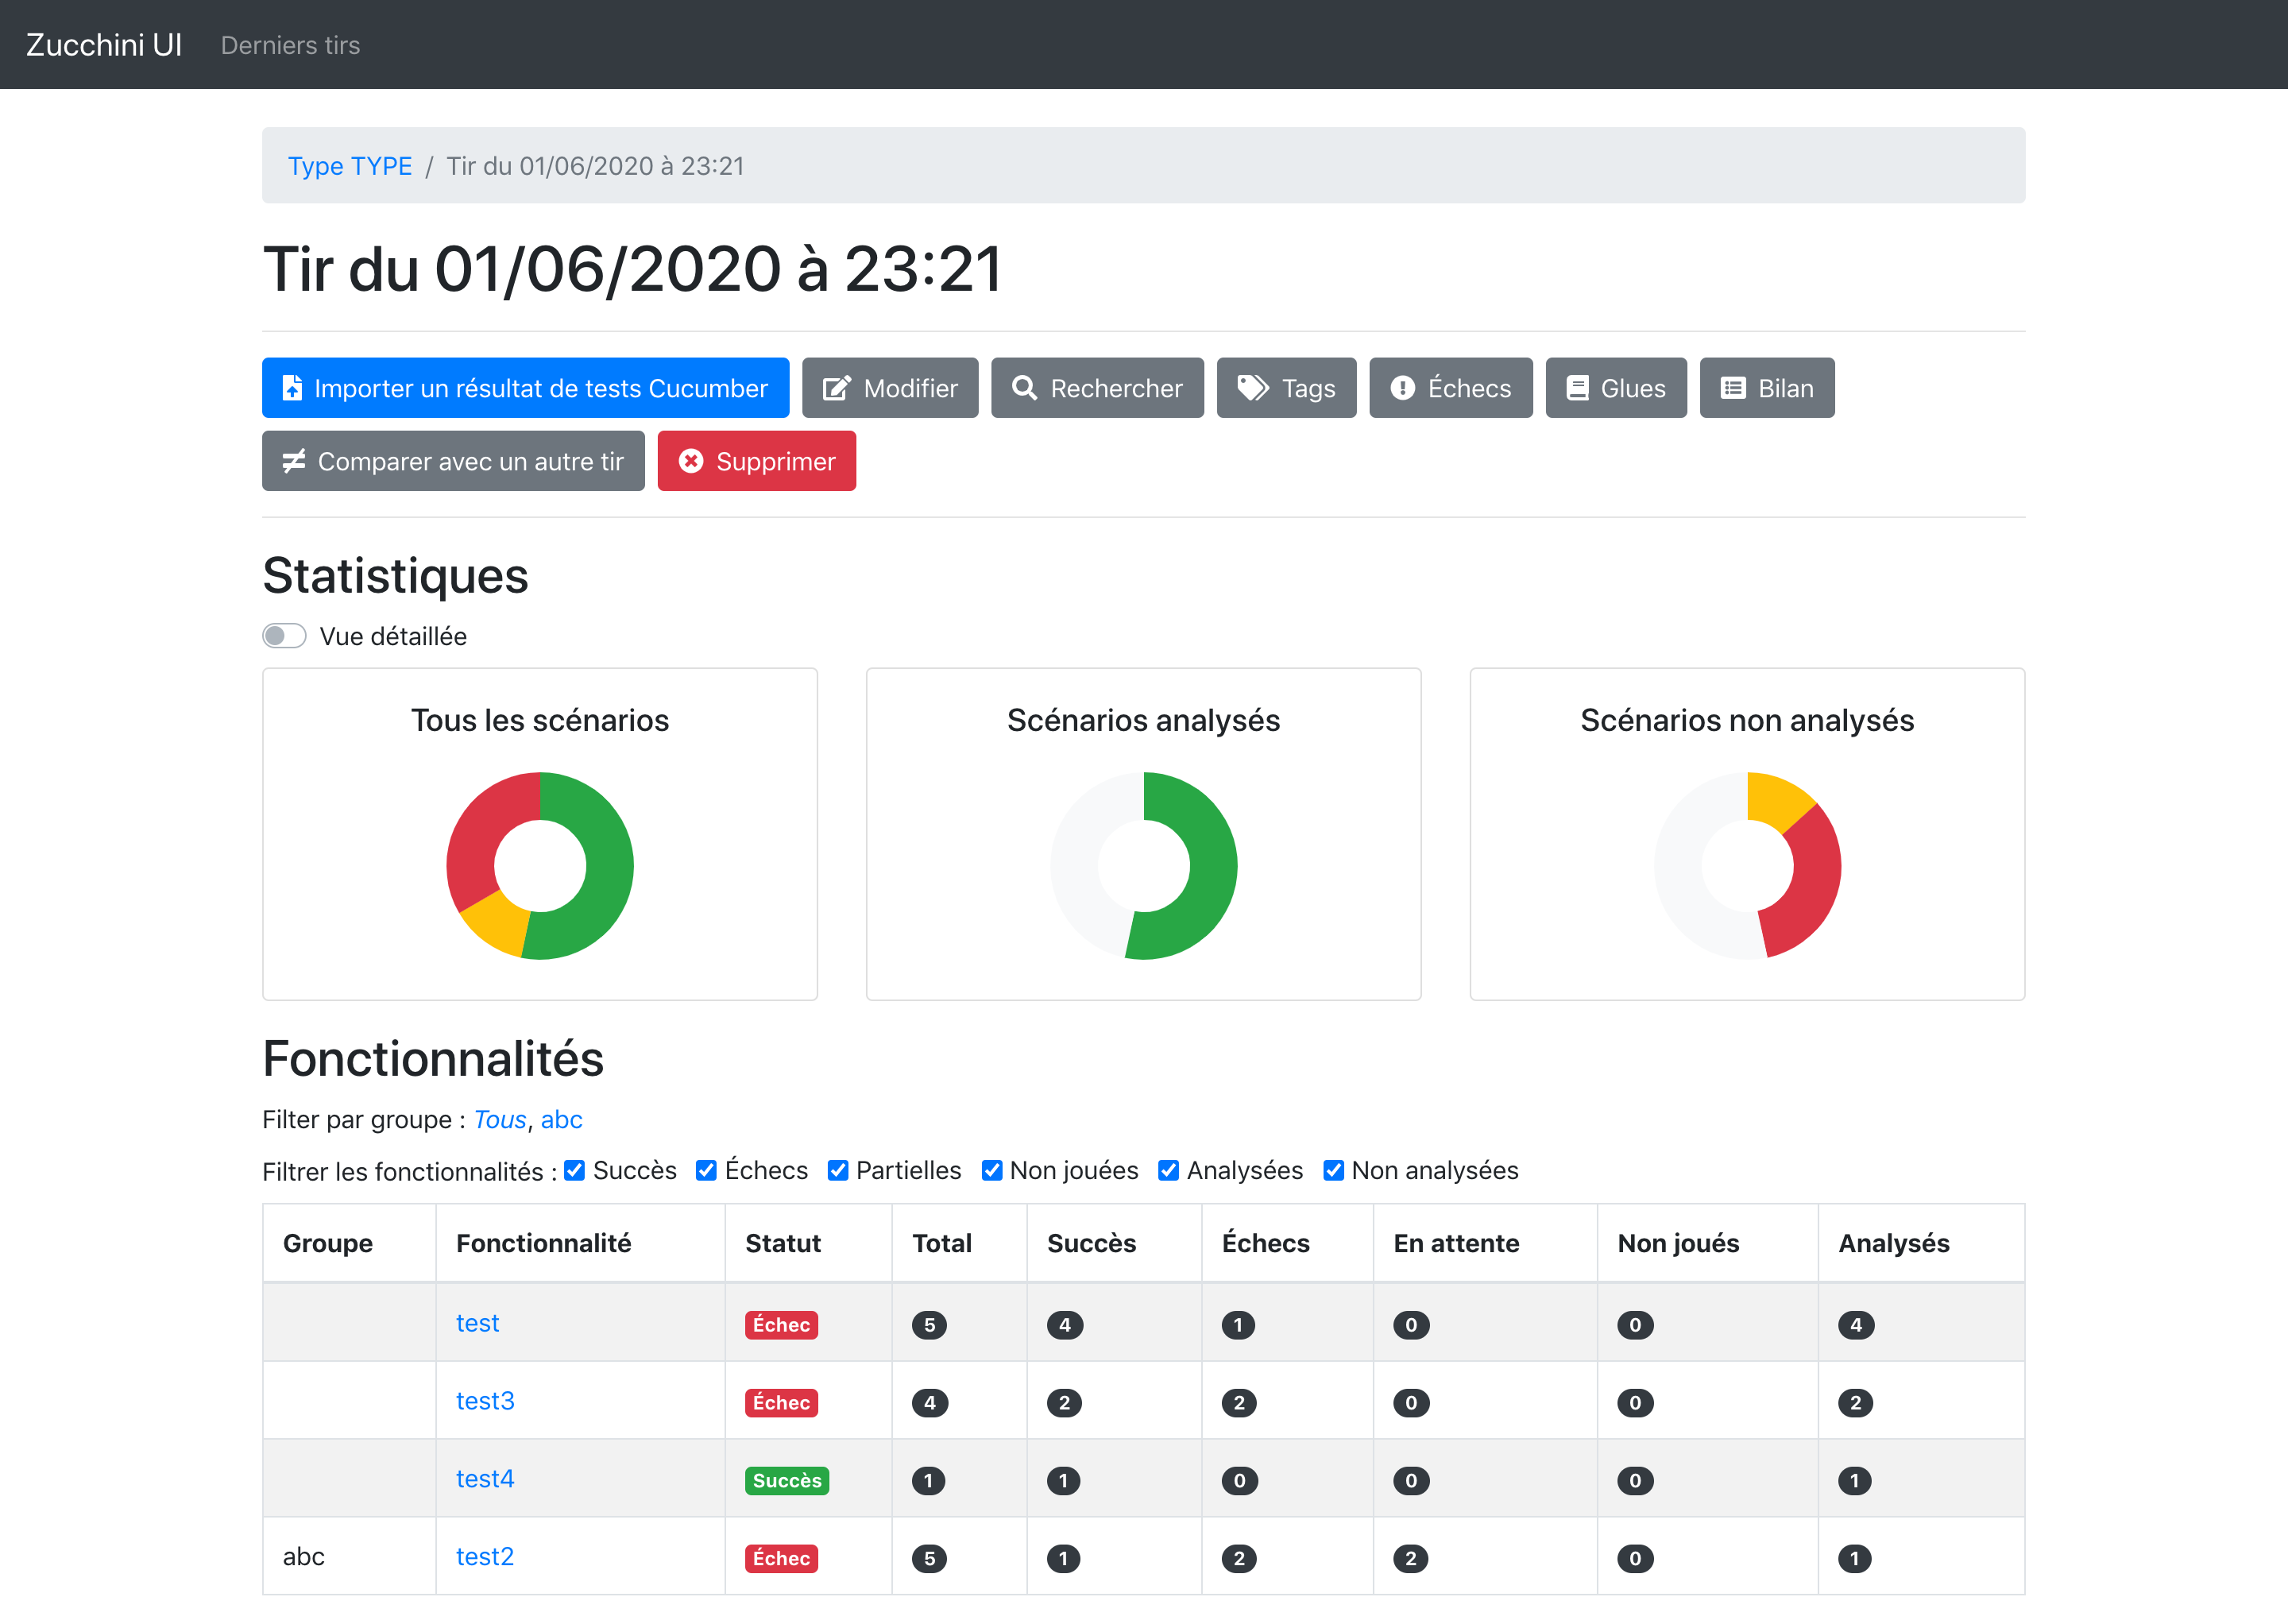 Zucchini UI Derniers tirs
Type TYPE / Tir du 01/06/2020 à 23:21
Tir du 01/06/2020 à 23:21
Importer un résultat de tests Cucumber Modifier Rechercher Tags Échecs Glues Bilan
Comparer avec un autre tir Supprimer
Statistiques
Vue détaillée
Tous les scénarios Scénarios analysés Scénarios non analysés
Fonctionnalités
Filter par groupe : Tous, abc
Filtrer les fonctionnalités : Succès Échecs Partielles Non jouées Analysées Non analysées
Groupe Fonctionnalité Statut Total Succès Échecs En attente Non joués Analysés
test Échec 5 4 1 0 0 4
test3 Échec 4 2 2 0 0 2
test4 Succès 1 1 0 0 0 1
abc test2 Échec 5 1 2 2 0 1